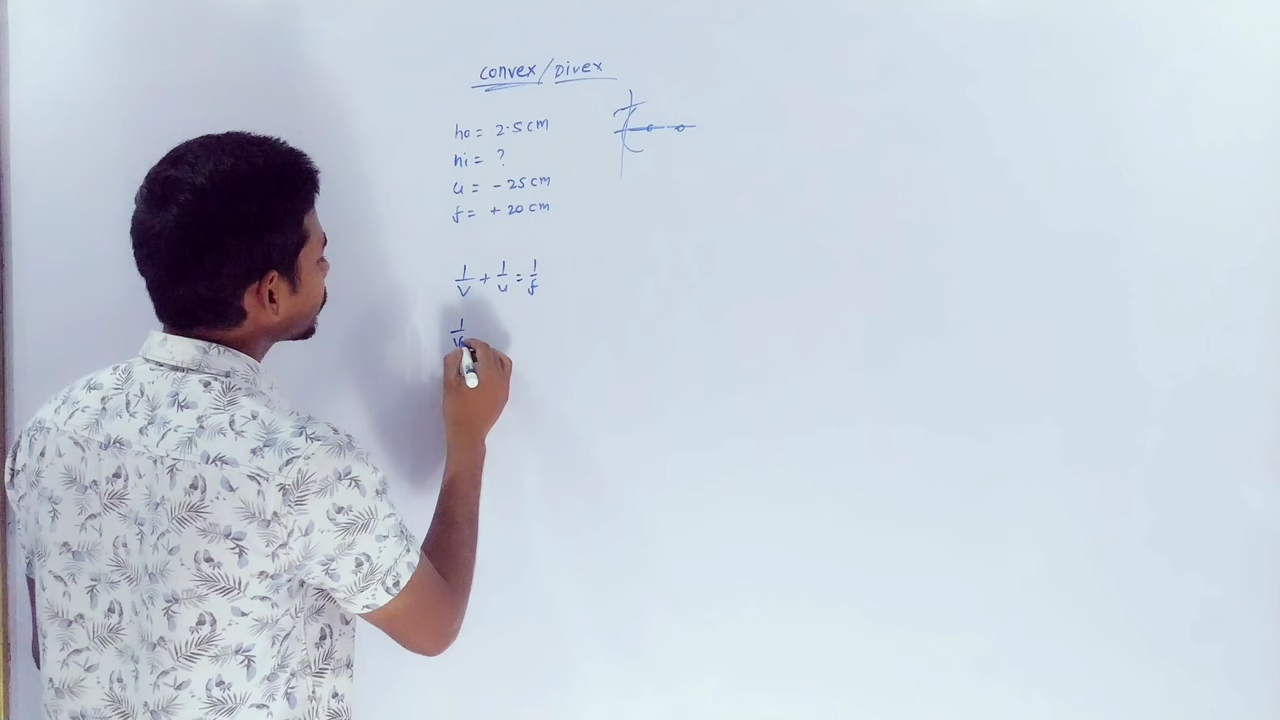 convex/Divex
ho = 2.5 cm
hi = ?
u = - 25 cm
f = + 20 cm
1/v + 1/u = 1/f
1/v